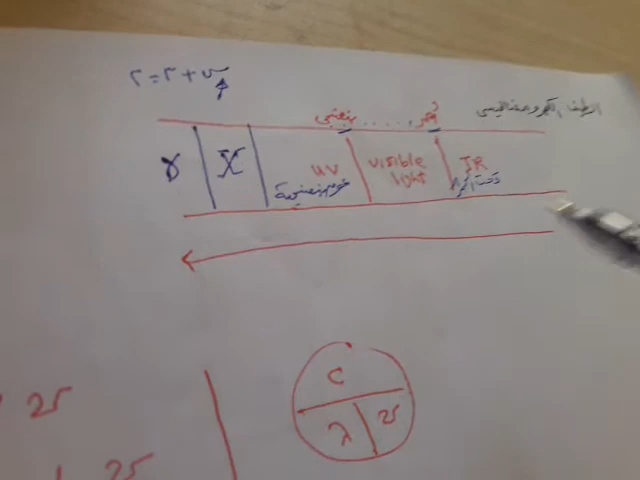 الطيف الكهرومغناطيسي
أحمر ..... بنفسجي
γ X UV visible light IR
فوق بنفسجية تحت الحمراء
C
λ ν
ν
ν